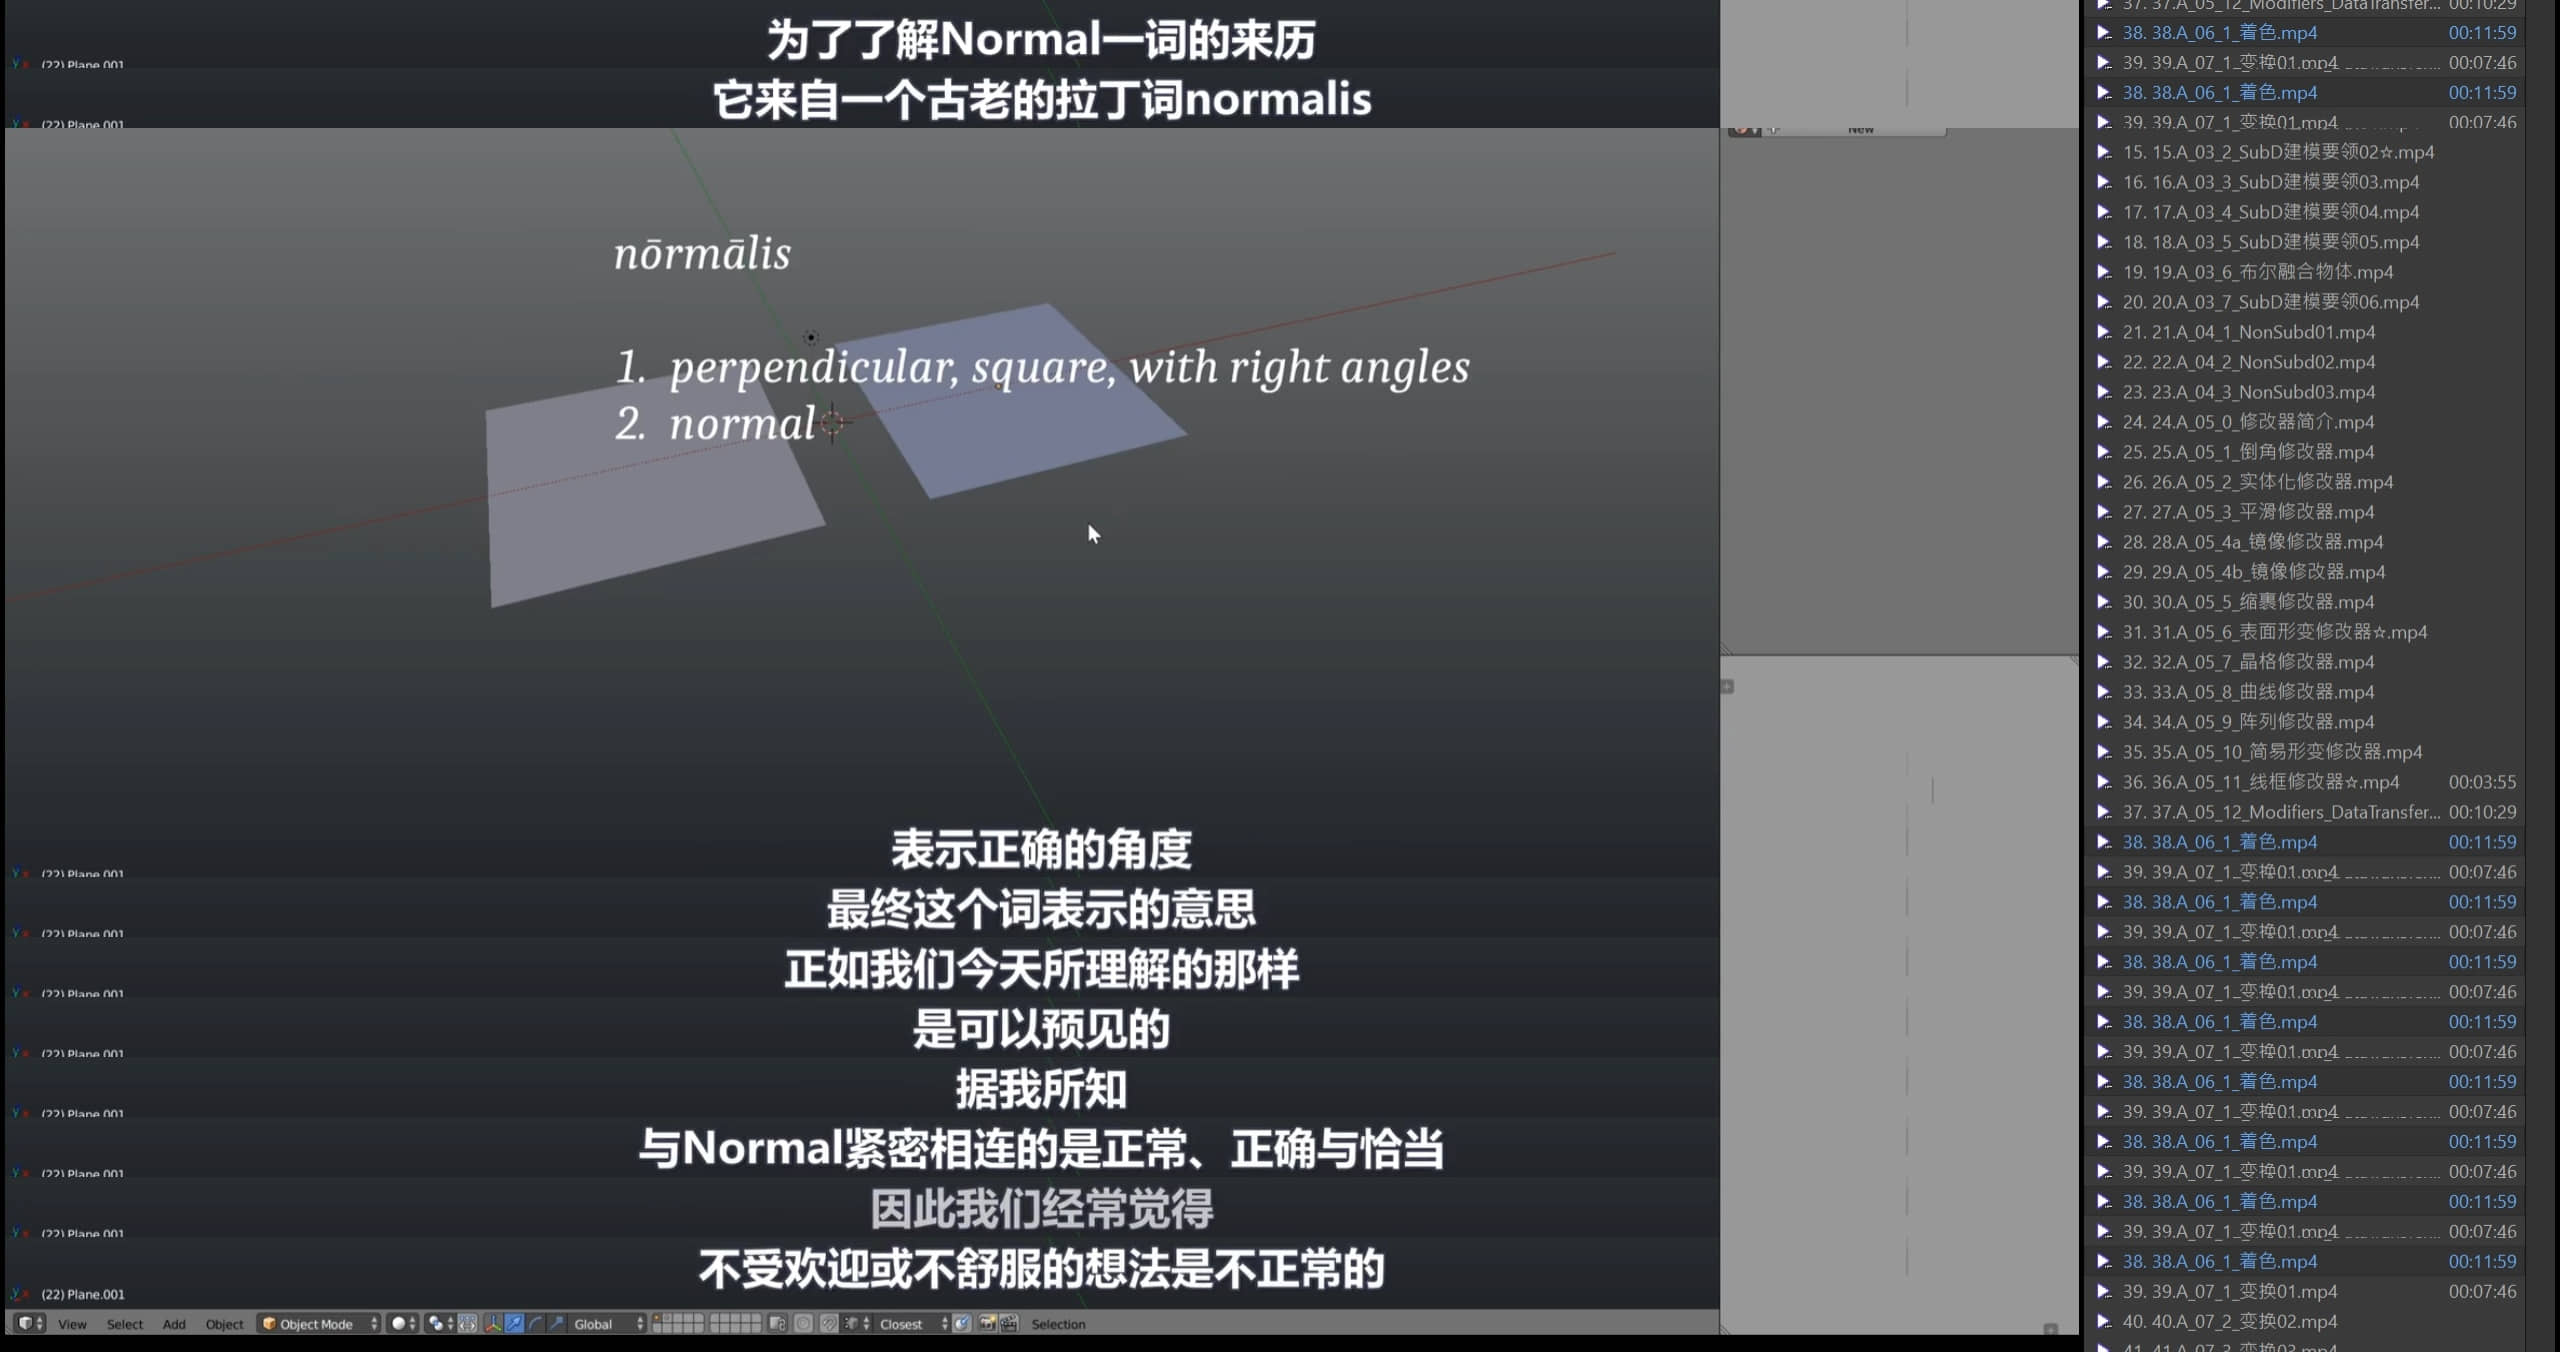 为了了解Normal一词的来历
(22) Plane.001
它来自一个古老的拉丁词normalis
(22) Plane.001
New
nōrmālis
1. perpendicular, square, with right angles
2. normal
表示正确的角度
(22) Plane.001
最终这个词表示的意思
(22) Plane.001
正如我们今天所理解的那样
(22) Plane.001
是可以预见的
(22) Plane.001
据我所知
(22) Plane.001
与Normal紧密相连的是正常、正确与恰当
(22) Plane.001
因此我们经常觉得
(22) Plane.001
不受欢迎或不舒服的想法是不正常的
(22) Plane.001
View Select Add Object Object Mode Global Closest Selection
37. 37.A_05_12_Modifiers_DataTransfer... 00:10:29
38. 38.A_06_1_着色.mp4 00:11:59
39. 39.A_07_1_变换01.mp4 00:07:46
38. 38.A_06_1_着色.mp4 00:11:59
39. 39.A_07_1_变换01.mp4 00:07:46
15. 15.A_03_2_SubD建模要领02☆.mp4
16. 16.A_03_3_SubD建模要领03.mp4
17. 17.A_03_4_SubD建模要领04.mp4
18. 18.A_03_5_SubD建模要领05.mp4
19. 19.A_03_6_布尔融合物体.mp4
20. 20.A_03_7_SubD建模要领06.mp4
21. 21.A_04_1_NonSubd01.mp4
22. 22.A_04_2_NonSubd02.mp4
23. 23.A_04_3_NonSubd03.mp4
24. 24.A_05_0_修改器简介.mp4
25. 25.A_05_1_倒角修改器.mp4
26. 26.A_05_2_实体化修改器.mp4
27. 27.A_05_3_平滑修改器.mp4
28. 28.A_05_4a_镜像修改器.mp4
29. 29.A_05_4b_镜像修改器.mp4
30. 30.A_05_5_缩裹修改器.mp4
31. 31.A_05_6_表面形变修改器☆.mp4
32. 32.A_05_7_晶格修改器.mp4
33. 33.A_05_8_曲线修改器.mp4
34. 34.A_05_9_阵列修改器.mp4
35. 35.A_05_10_简易形变修改器.mp4
36. 36.A_05_11_线框修改器☆.mp4 00:03:55
37. 37.A_05_12_Modifiers_DataTransfer... 00:10:29
38. 38.A_06_1_着色.mp4 00:11:59
39. 39.A_07_1_变换01.mp4 00:07:46
38. 38.A_06_1_着色.mp4 00:11:59
39. 39.A_07_1_变换01.mp4 00:07:46
38. 38.A_06_1_着色.mp4 00:11:59
39. 39.A_07_1_变换01.mp4 00:07:46
38. 38.A_06_1_着色.mp4 00:11:59
39. 39.A_07_1_变换01.mp4 00:07:46
38. 38.A_06_1_着色.mp4 00:11:59
39. 39.A_07_1_变换01.mp4 00:07:46
38. 38.A_06_1_着色.mp4 00:11:59
39. 39.A_07_1_变换01.mp4 00:07:46
38. 38.A_06_1_着色.mp4 00:11:59
39. 39.A_07_1_变换01.mp4 00:07:46
38. 38.A_06_1_着色.mp4 00:11:59
39. 39.A_07_1_变换01.mp4 00:07:46
40. 40.A_07_2_变换02.mp4
41. 41.A_07_3_变换03.mp4